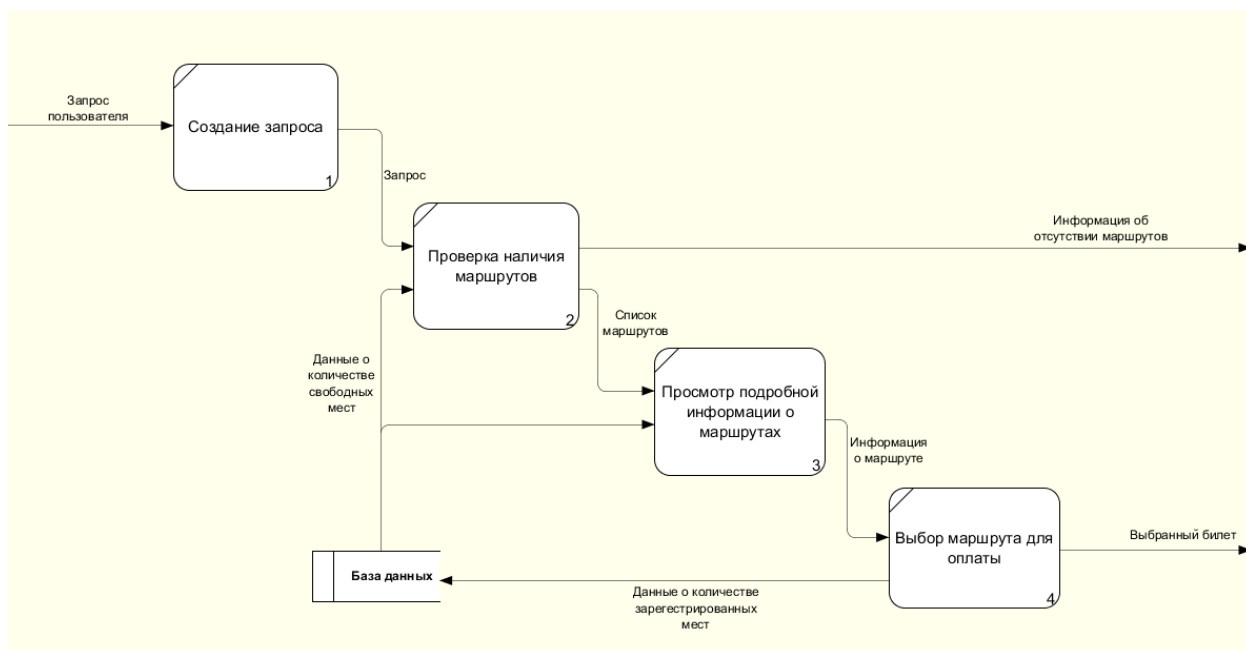 Запрос
пользователя
Создание запроса
1
Запрос
Информация об
отсутствии маршрутов
Проверка наличия
маршрутов
2
Список
маршрутов
Данные о
количестве
свободных
мест
Просмотр подробной
информации о
маршрутах
3
Информация
о маршруте
Выбор маршрута для
оплаты
4
Выбранный билет
База данных
Данные о количестве
зарегестрированных
мест